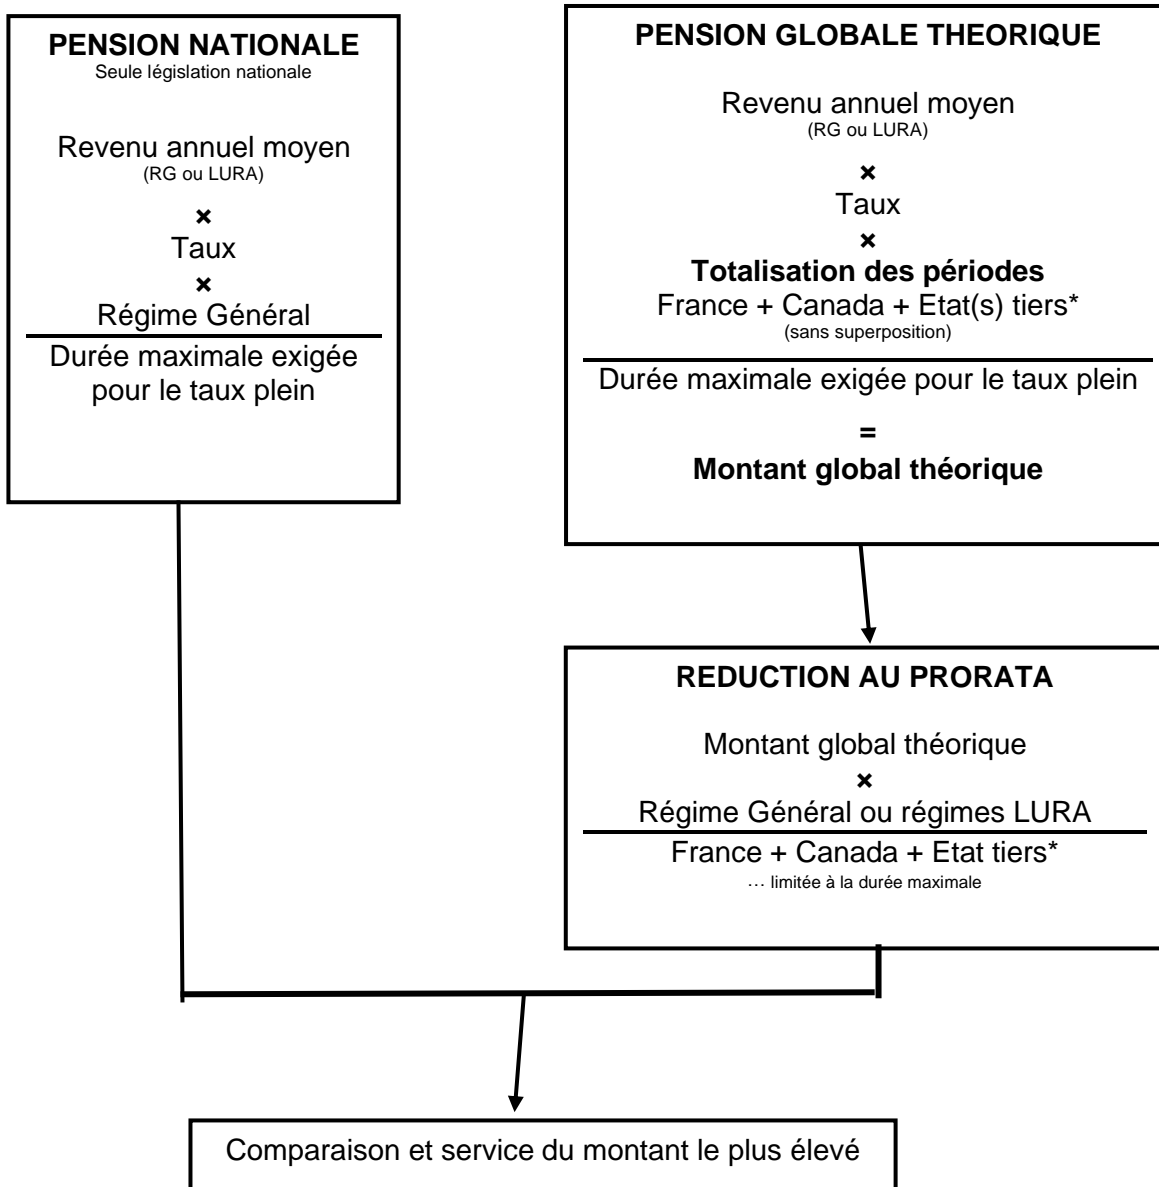 PENSION NATIONALE
Seule législation nationale
Revenu annuel moyen
(RG ou LURA)
×
Taux
×
Régime Général
Durée maximale exigée
pour le taux plein
PENSION GLOBALE THEORIQUE
Revenu annuel moyen
(RG ou LURA)
×
Taux
×
Totalisation des périodes
France + Canada + Etat(s) tiers*
(sans superposition)
Durée maximale exigée pour le taux plein
=
Montant global théorique
REDUCTION AU PRORATA
Montant global théorique
×
Régime Général ou régimes LURA
France + Canada + Etat tiers*
… limitée à la durée maximale
Comparaison et service du montant le plus élevé